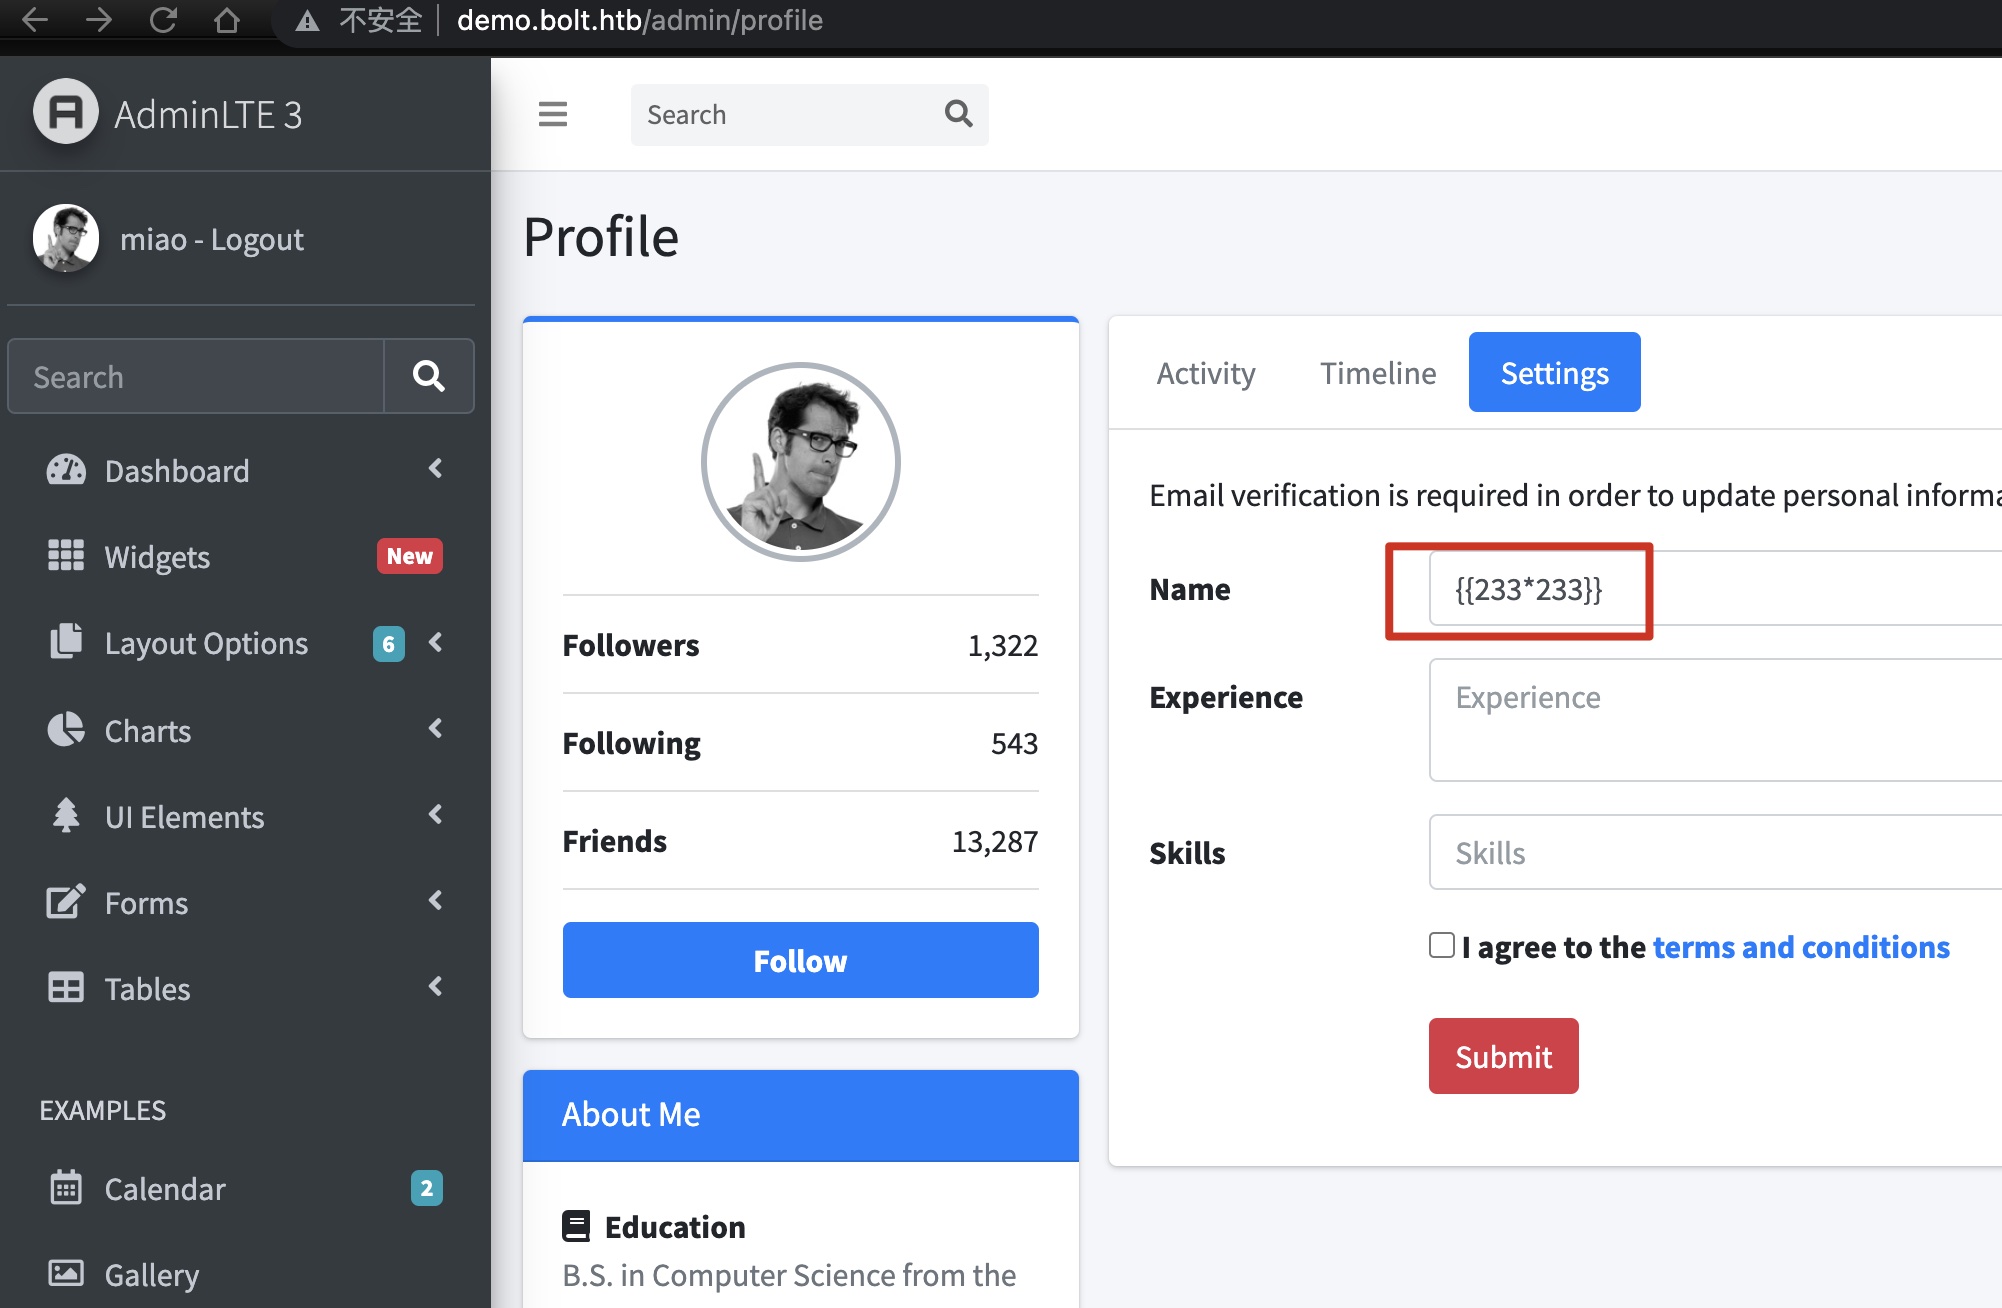 不安全 demo.bolt.htb/admin/profile
AdminLTE 3
miao - Logout
Search
Dashboard
Widgets New
Layout Options 6
Charts
UI Elements
Forms
Tables
EXAMPLES
Calendar 2
Gallery
Search
Profile
Followers 1,322
Following 543
Friends 13,287
Follow
About Me
Education
B.S. in Computer Science from the
Activity Timeline Settings
Email verification is required in order to update personal informa
Name {{233*233}}
Experience Experience
Skills Skills
I agree to the terms and conditions
Submit